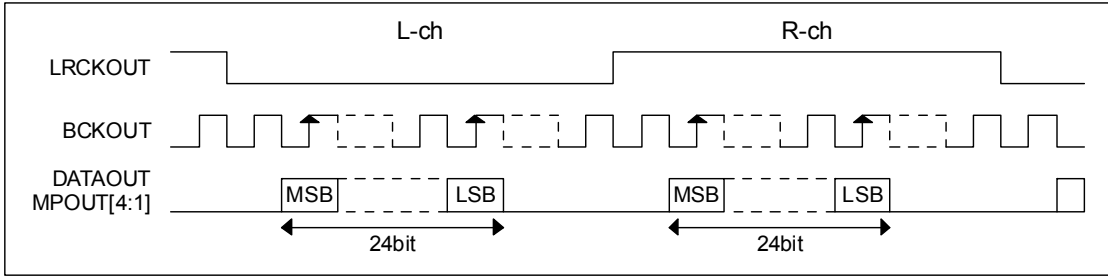 L-ch R-ch
LRCKOUT
BCKOUT
DATAOUT
MPOUT[4:1]
MSB LSB MSB LSB
24bit 24bit